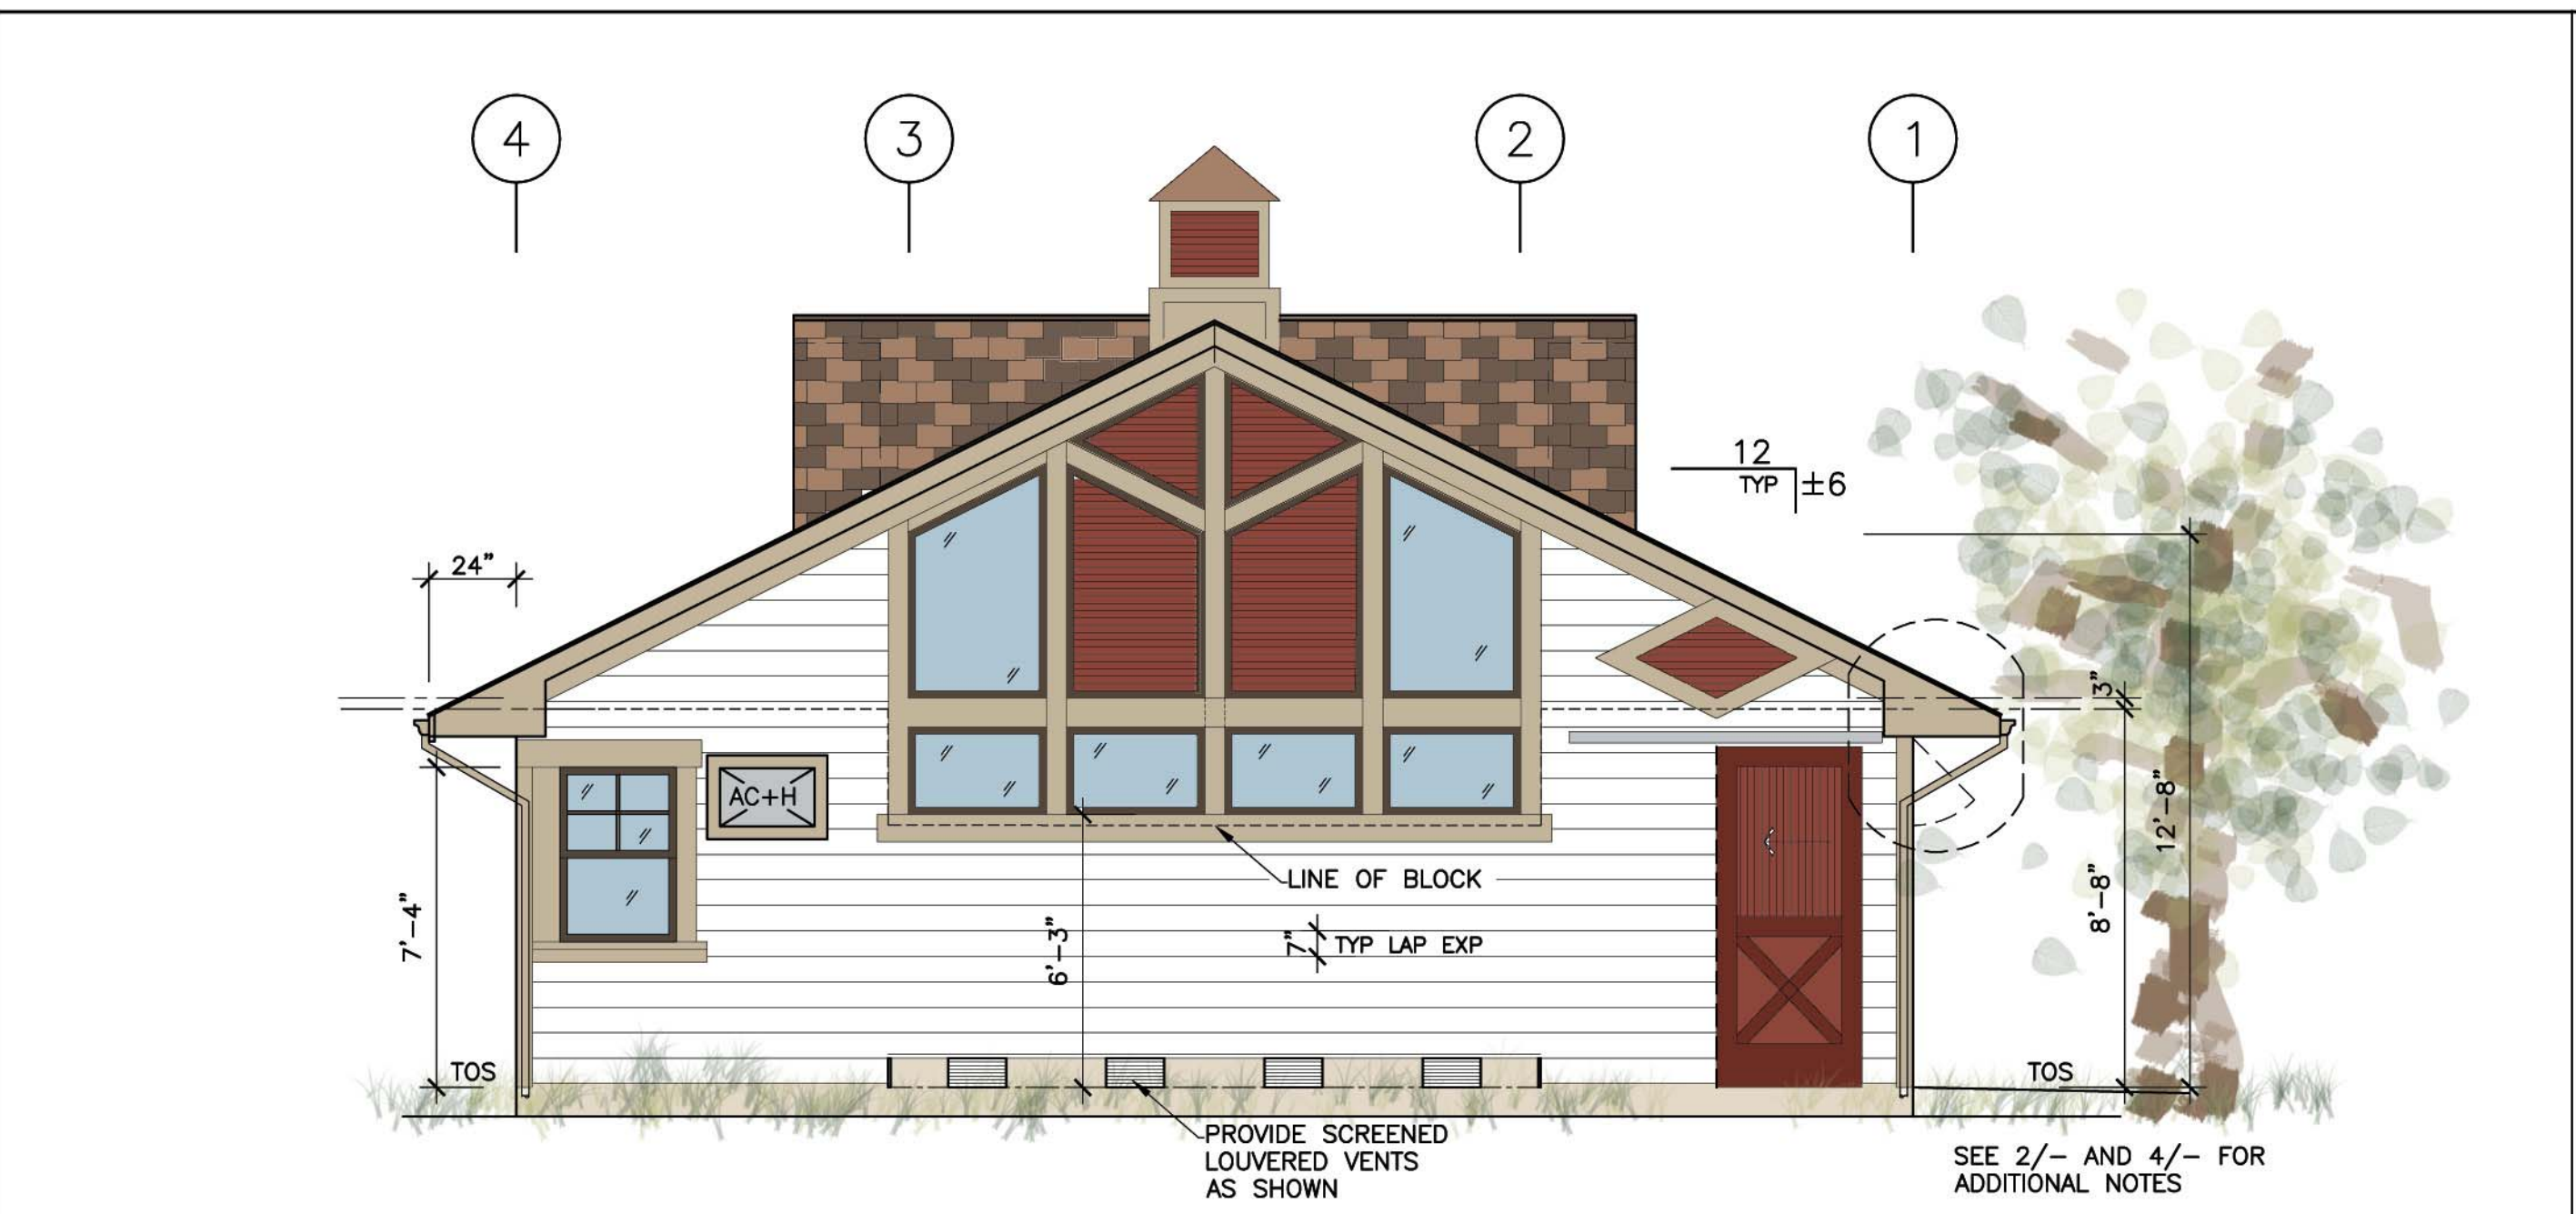 4
3
2
1
12
TYP
±6
24"
3"
AC+H
12'-8"
LINE OF BLOCK
8'-8"
7'-4"
6'-3"
7"
TYP LAP EXP
TOS
TOS
PROVIDE SCREENED
LOUVERED VENTS
AS SHOWN
SEE 2/- AND 4/- FOR
ADDITIONAL NOTES